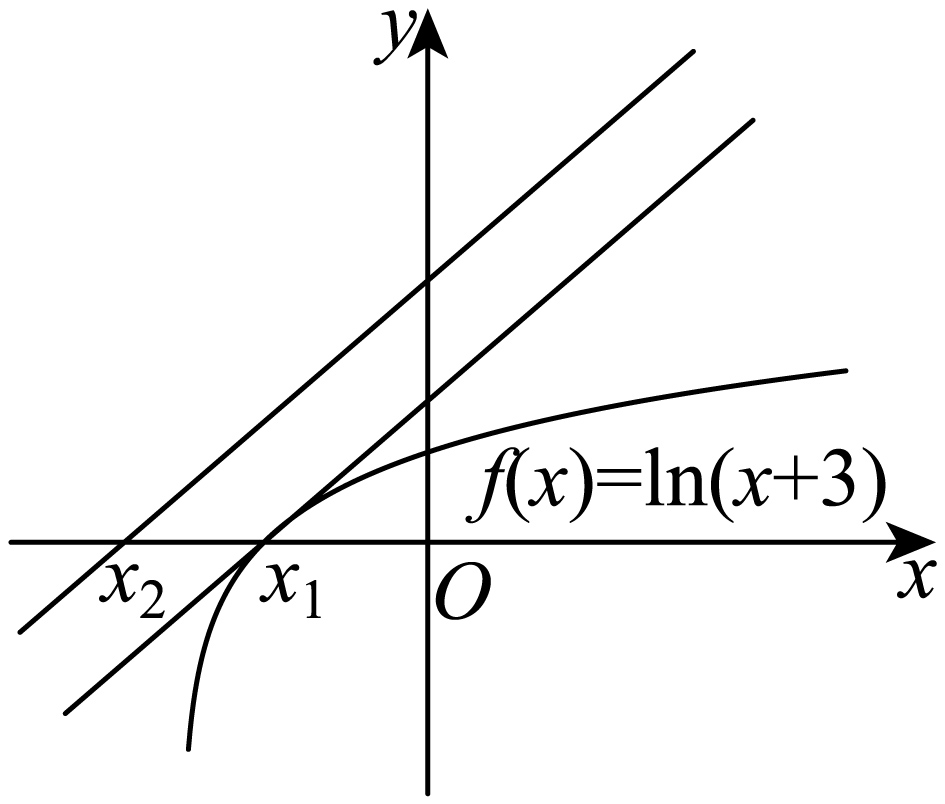 y
f(x)=ln(x+3)
x₂
x₁
O
x